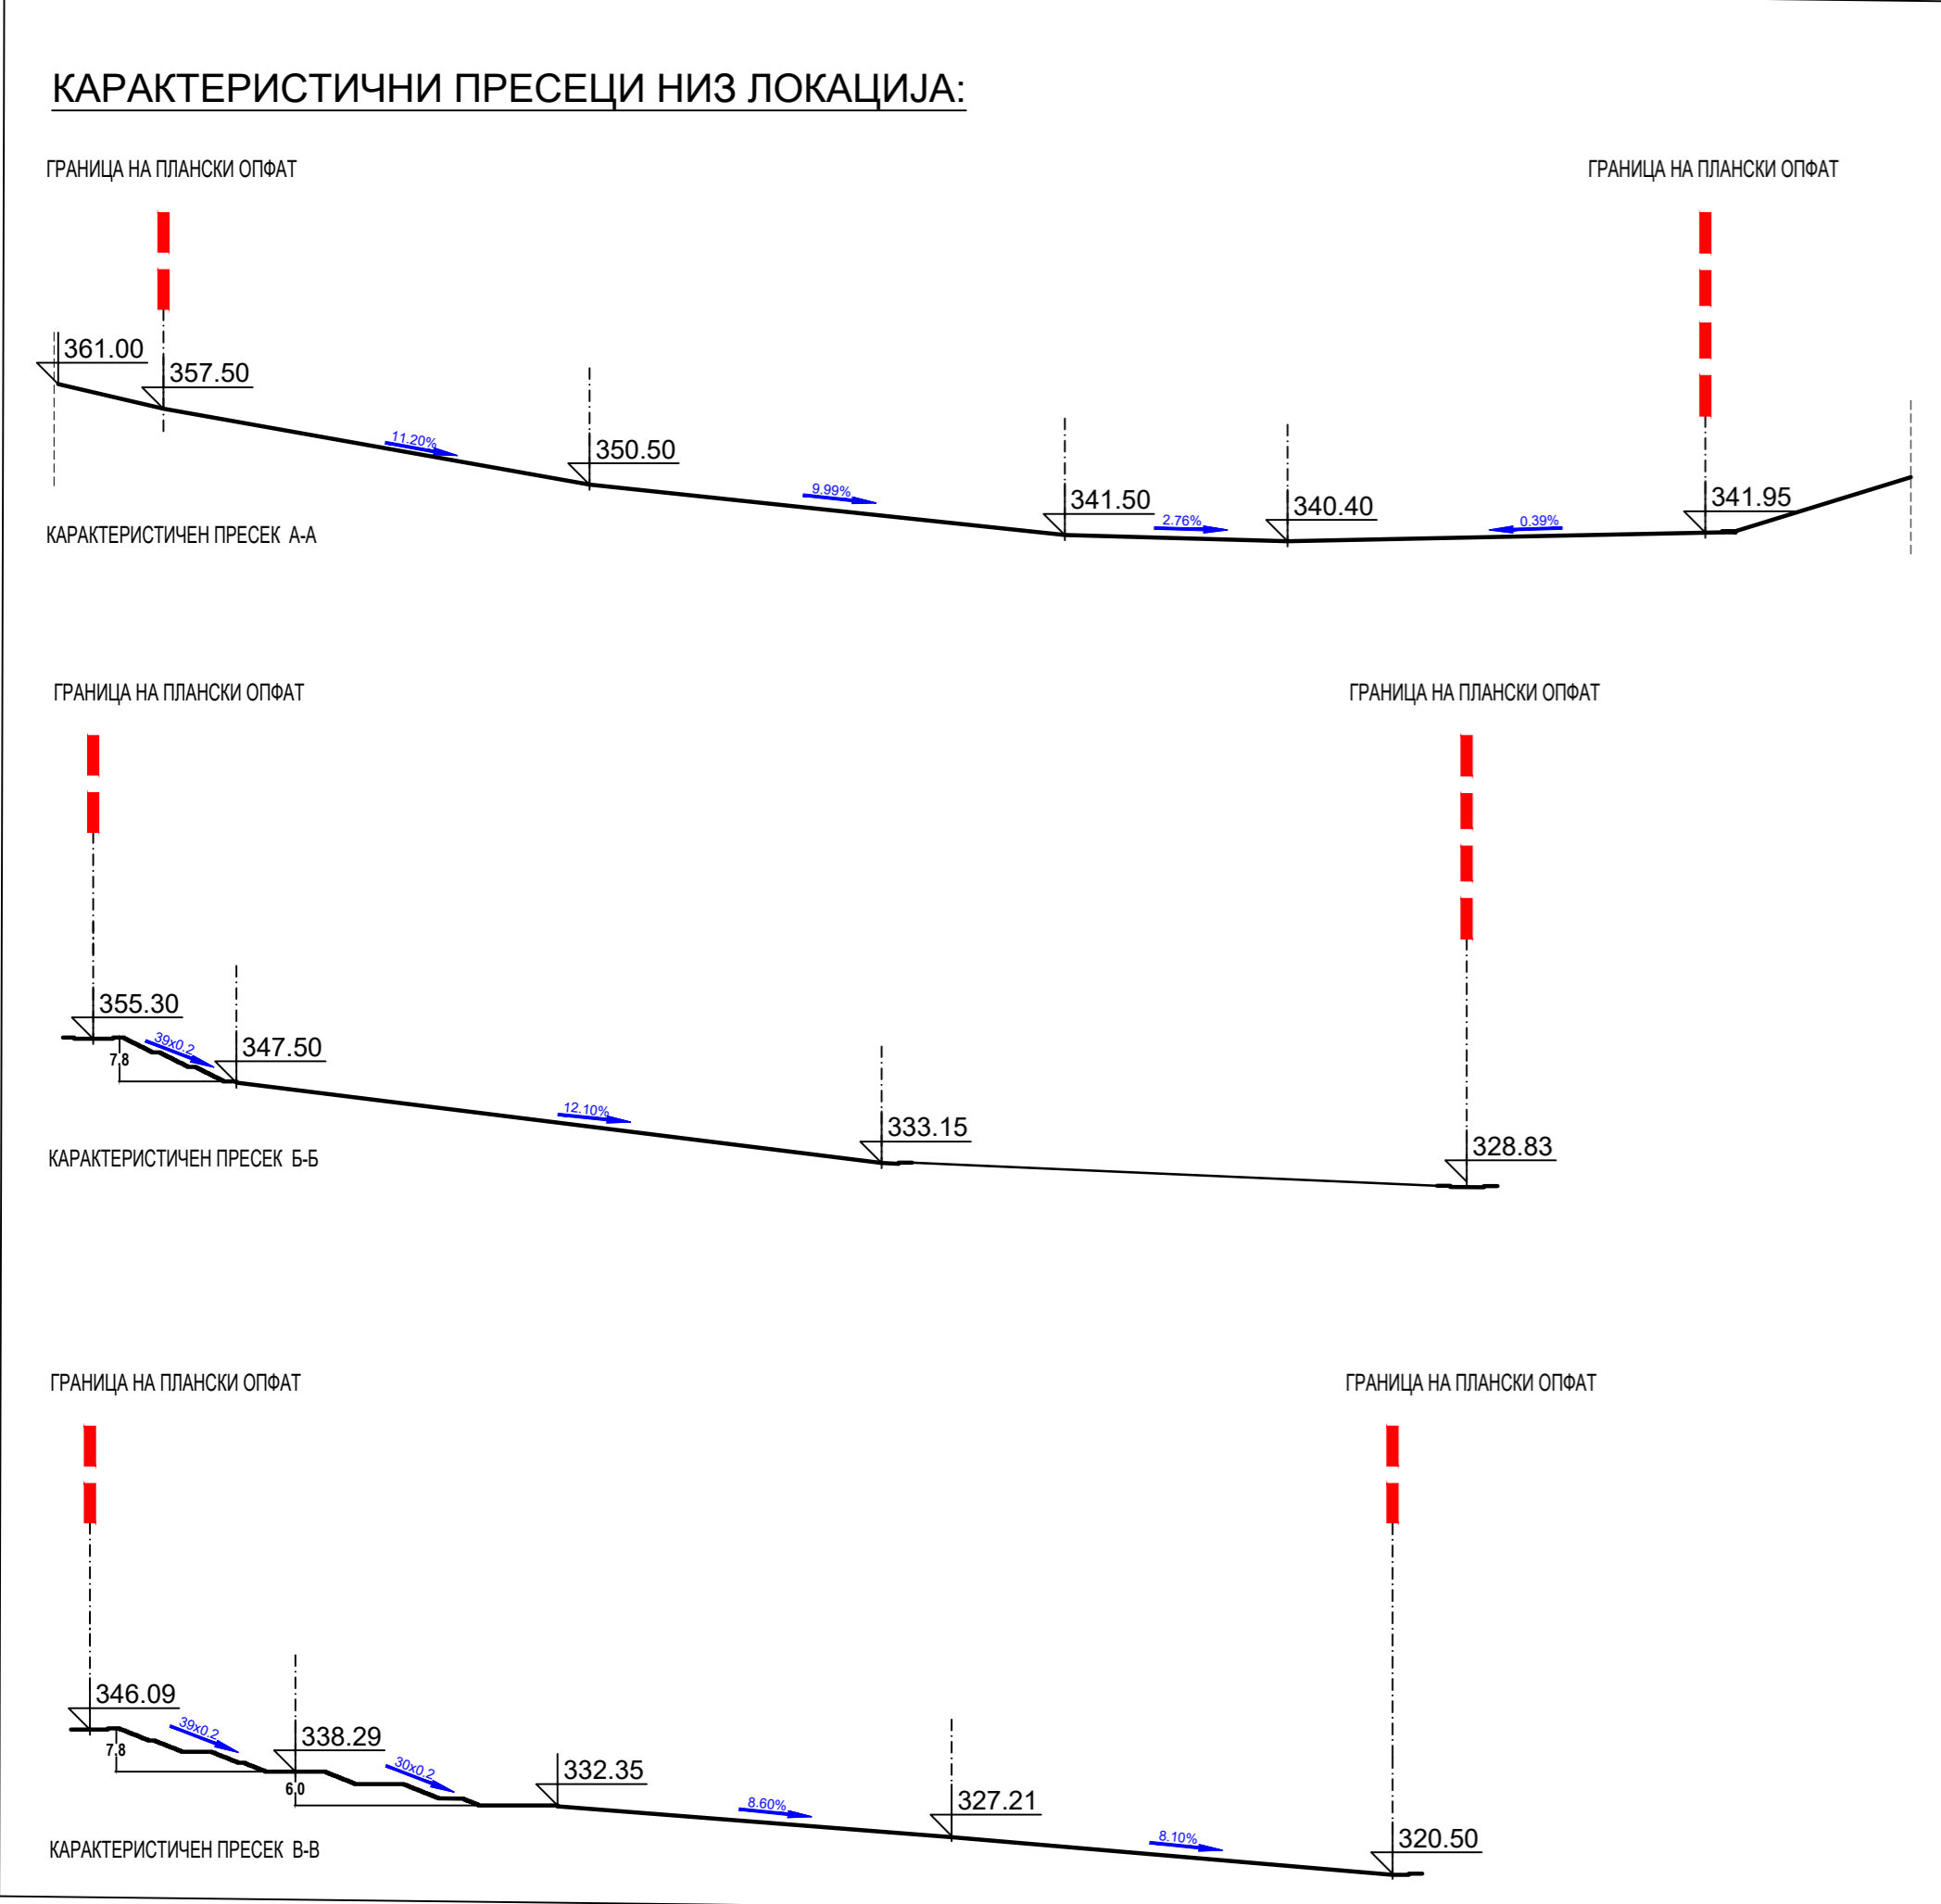 КАРАКТЕРИСТИЧНИ ПРЕСЕЦИ НИЗ ЛОКАЦИЈА:
ГРАНИЦА НА ПЛАНСКИ ОПФАТ
ГРАНИЦА НА ПЛАНСКИ ОПФАТ
361.00
357.50
11.20%
350.50
9.99%
341.50
2.76%
340.40
0.39%
341.95
КАРАКТЕРИСТИЧЕН ПРЕСЕК А-А
ГРАНИЦА НА ПЛАНСКИ ОПФАТ
ГРАНИЦА НА ПЛАНСКИ ОПФАТ
355.30
39x0.2
7.8
347.50
12.10%
333.15
328.83
КАРАКТЕРИСТИЧЕН ПРЕСЕК Б-Б
ГРАНИЦА НА ПЛАНСКИ ОПФАТ
ГРАНИЦА НА ПЛАНСКИ ОПФАТ
346.09
39x0.2
7.8
338.29
30x0.2
6.0
332.35
8.60%
327.21
8.10%
320.50
КАРАКТЕРИСТИЧЕН ПРЕСЕК В-В